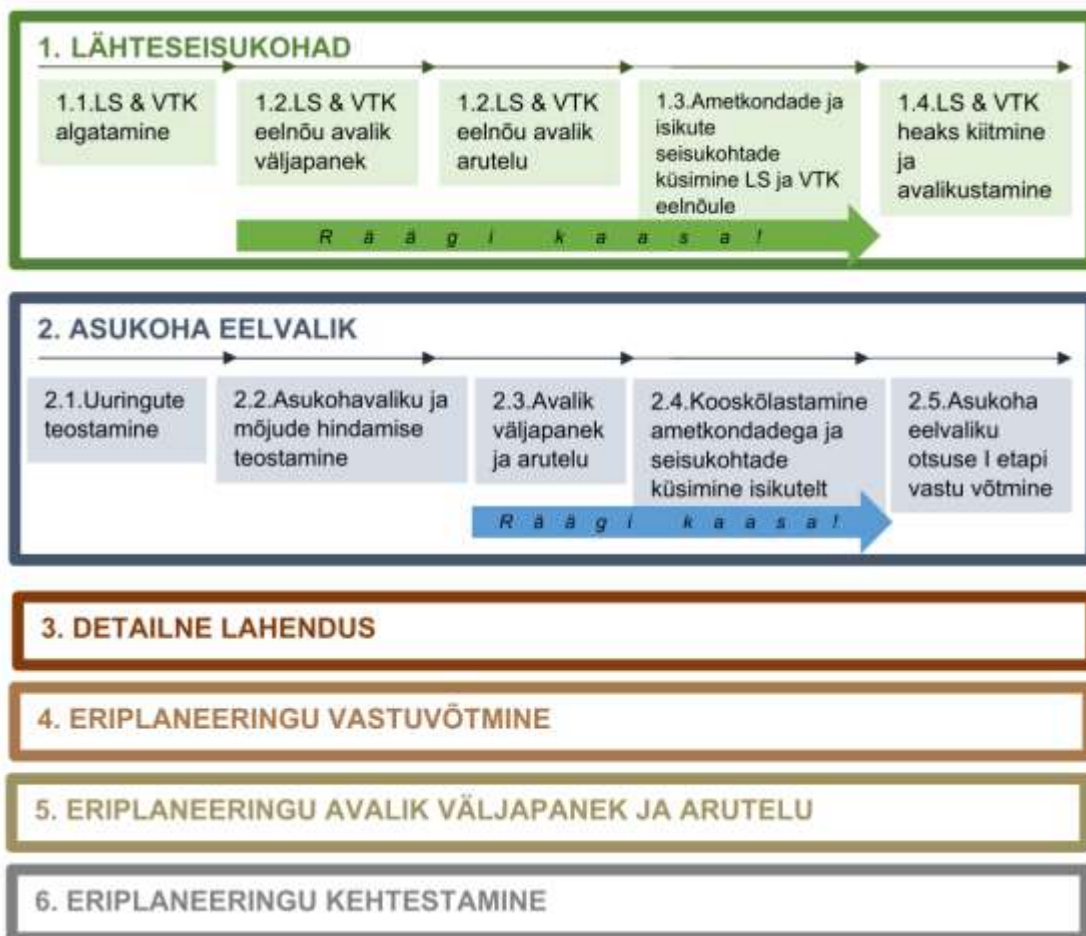 1. LÄHTESEISUKOHAD
1.1.LS & VTK
algatamine
1.2.LS & VTK
eelnõu avalik
väljapanek
1.2.LS & VTK
eelnõu avalik
arutelu
1.3.Ametkondade ja
isikute
seisukohtade
küsimine LS ja VTK
eelnõule
1.4.LS & VTK
heaks kiitmine
ja
avalikustamine
R ä ä g i k a a s a !
2. ASUKOHA EELVALIK
2.1.Uuringute
teostamine
2.2.Asukohavaliku ja
mõjude hindamise
teostamine
2.3.Avalik
väljapanek
ja arutelu
2.4.Kooskõlastamine
ametkondadega ja
seisukohtade
küsimine isikutelt
2.5.Asukoha
eelvaliku
otsuse I etapi
vastu võtmine
R ä ä g i k a a s a !
3. DETAILNE LAHENDUS
4. ERIPLANEERINGU VASTUVÕTMINE
5. ERIPLANEERINGU AVALIK VÄLJAPANEK JA ARUTELU
6. ERIPLANEERINGU KEHTESTAMINE